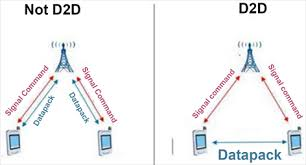 Not D2D
D2D
Signal Command
Datapack
Datapack
Signal Command
Signal command
Signal command
Datapack